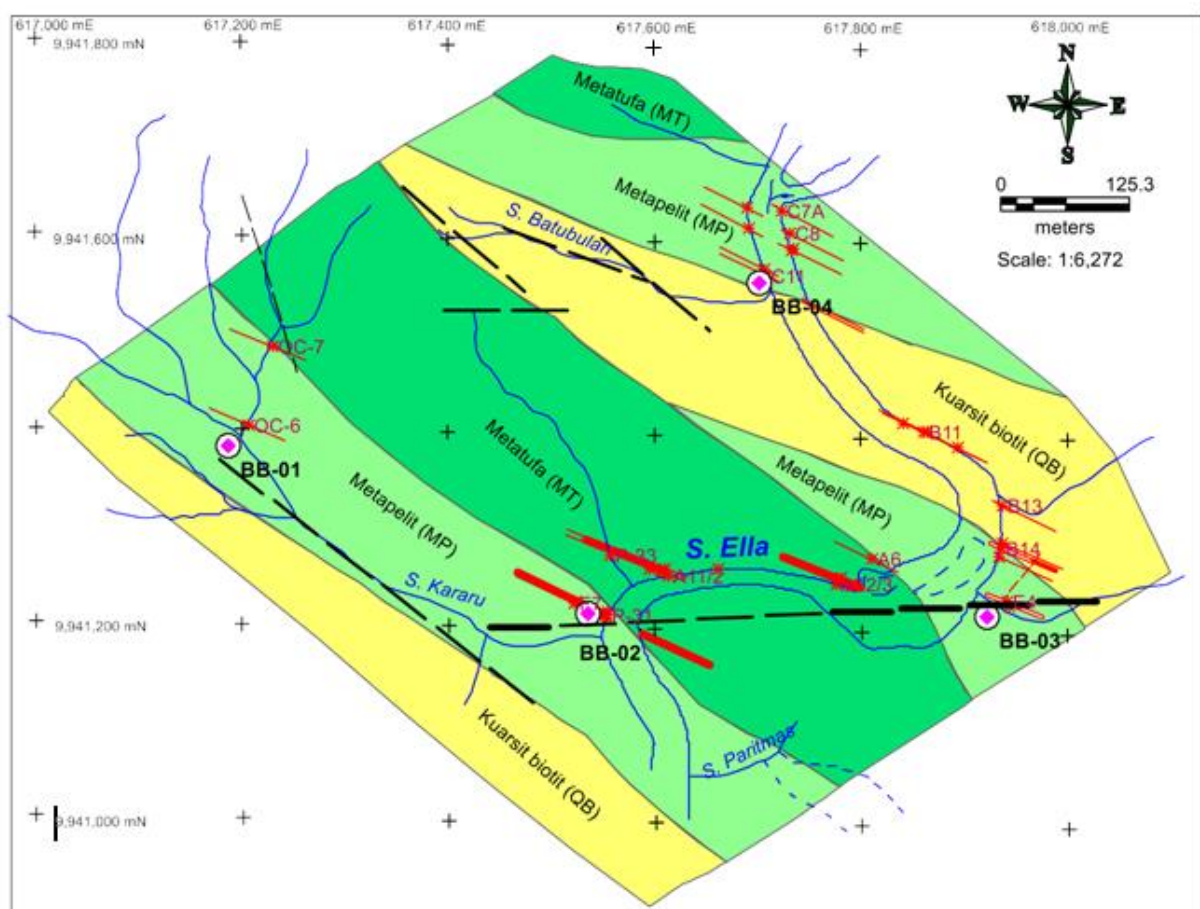 617,000 mE
617,200 mE
617,400 mE
617,600 mE
617,800 mE
618,000 mE
9,941,800 mN
N
W
E
S
Metatufa (MT)
0
125.3
meters
Scale: 1:6,272
Metapelit (MP)
C7A
C8
S. Batubulan
9,941,600 mN
C11
BB-04
OC-7
Kuarsit biotit (QB)
OC-6
B11
BB-01
Metatufa (MT)
Metapelit (MP)
Metapelit (MP)
B13
S. Ella
B14
A6
A11/2
S. Kararu
9,941,200 mN
BB-02
BB-03
Kuarsit biotit (QB)
S. Paritmas
9,941,000 mN